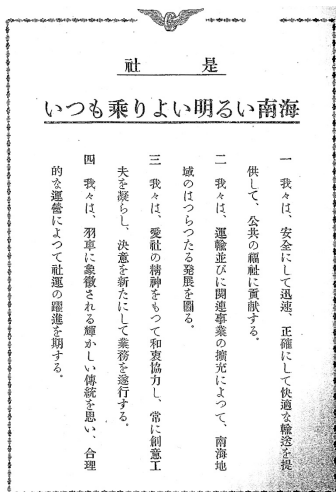 社是
いつも乗りよい明るい南海
一 我々は、安全にして迅速、正確にして快適な輸送を提
供して、公共の福祉に貢献する。
二 我々は、運輸並びに関連事業の擴充によつて、南海地
域のはつらつたる発展を圖る。
三 我々は、愛社の精神をもつて和衷協力し、常に創意工
夫を凝らし、決意を新たにして業務を遂行する。
四 我々は、羽車に象徴される輝かしい傳統を思い、合理
的な運營によつて社運の躍進を期する。